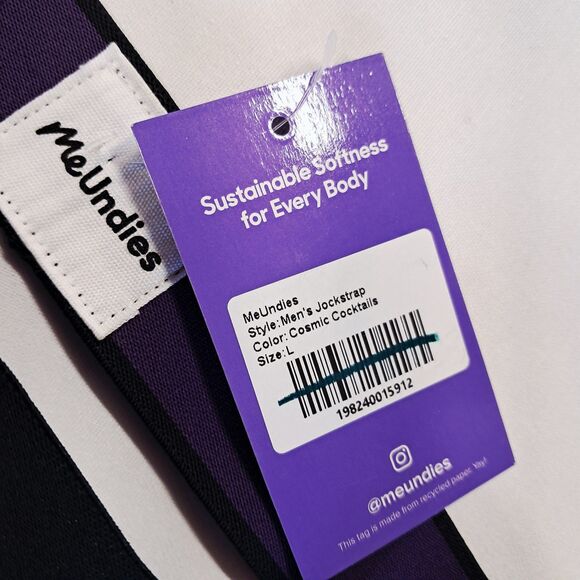 MeUndies
Sustainable Softness
for Every Body
MeUndies
Style:Men's Jockstrap
Color:Cosmic Cocktails
Size:L
198240015912
@meundies
This tag is made from recycled paper. Yay!